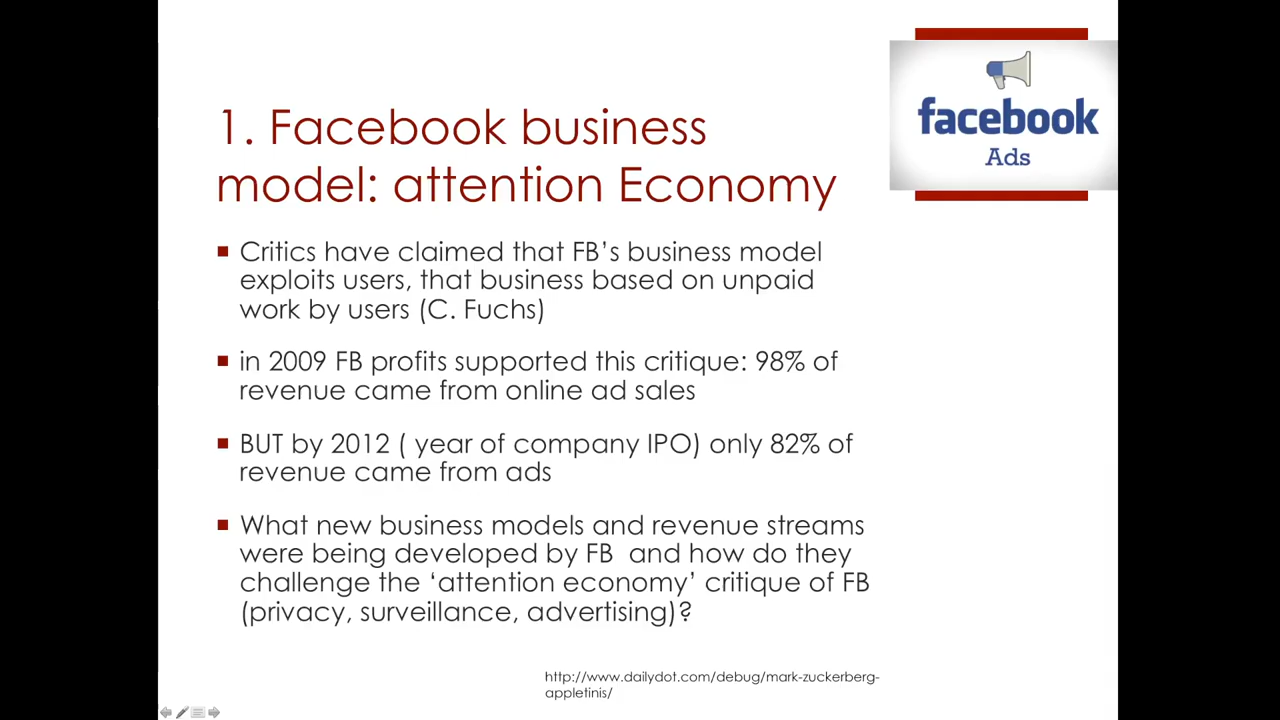 facebook
Ads
1. Facebook business
model: attention Economy
■ Critics have claimed that FB’s business model
exploits users, that business based on unpaid
work by users (C. Fuchs)
■ in 2009 FB profits supported this critique: 98% of
revenue came from online ad sales
■ BUT by 2012 ( year of company IPO) only 82% of
revenue came from ads
■ What new business models and revenue streams
were being developed by FB  and how do they
challenge the ‘attention economy’ critique of FB
(privacy, surveillance, advertising)?
http://www.dailydot.com/debug/mark-zuckerberg-
appletinis/